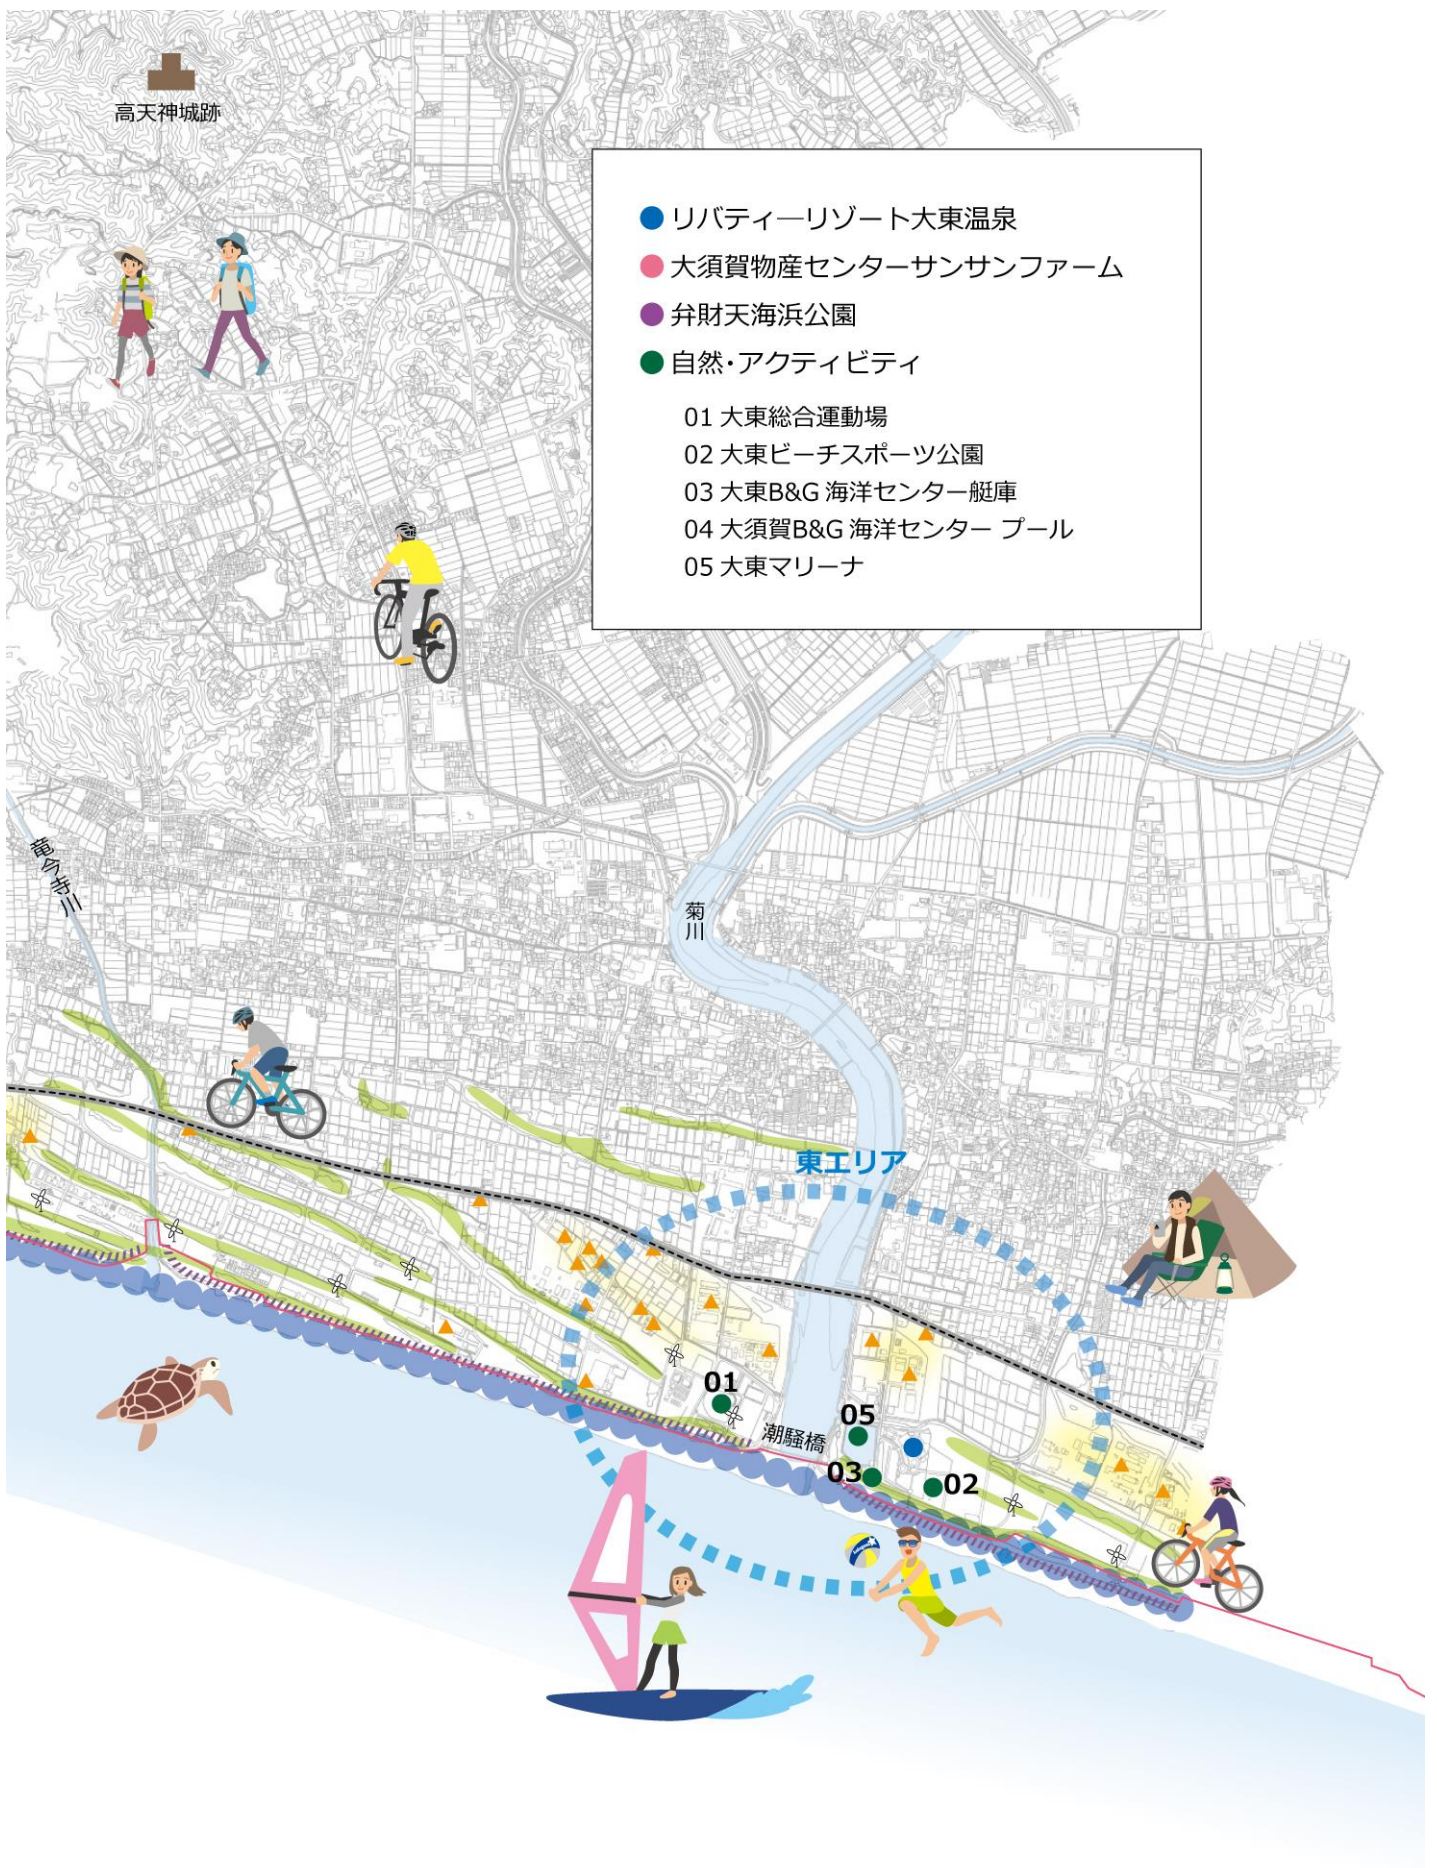 高天神城跡
リバティ―リゾート大東温泉
大須賀物産センターサンサンファーム
弁財天海浜公園
自然・アクティビティ
01 大東総合運動場
02 大東ビーチスポーツ公園
03 大東B&G 海洋センター艇庫
04 大須賀B&G 海洋センター プール
05 大東マリーナ
竜今寺川
菊川
東エリア
01
潮騒橋
05
03
02